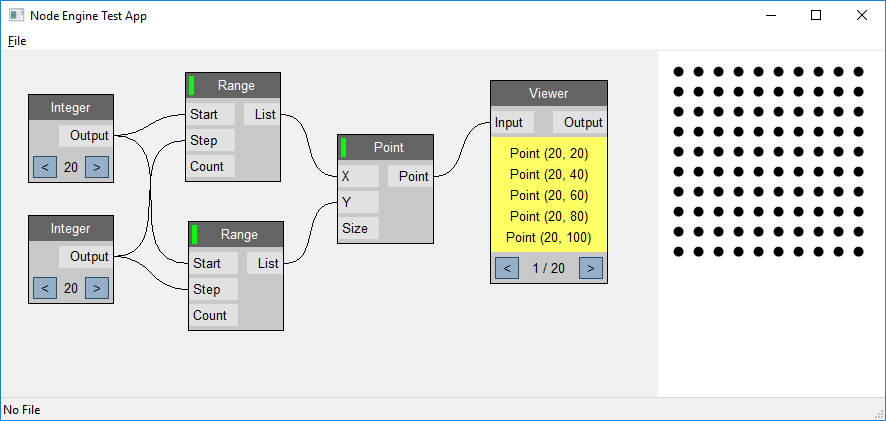 Node Engine Test App
File
Integer
Output
< 20 >
Integer
Output
< 20 >
Range
Start List
Step
Count
Range
Start List
Step
Count
Point
X Point
Y
Size
Viewer
Input Output
Point (20, 20)
Point (20, 40)
Point (20, 60)
Point (20, 80)
Point (20, 100)
< 1 / 20 >
No File